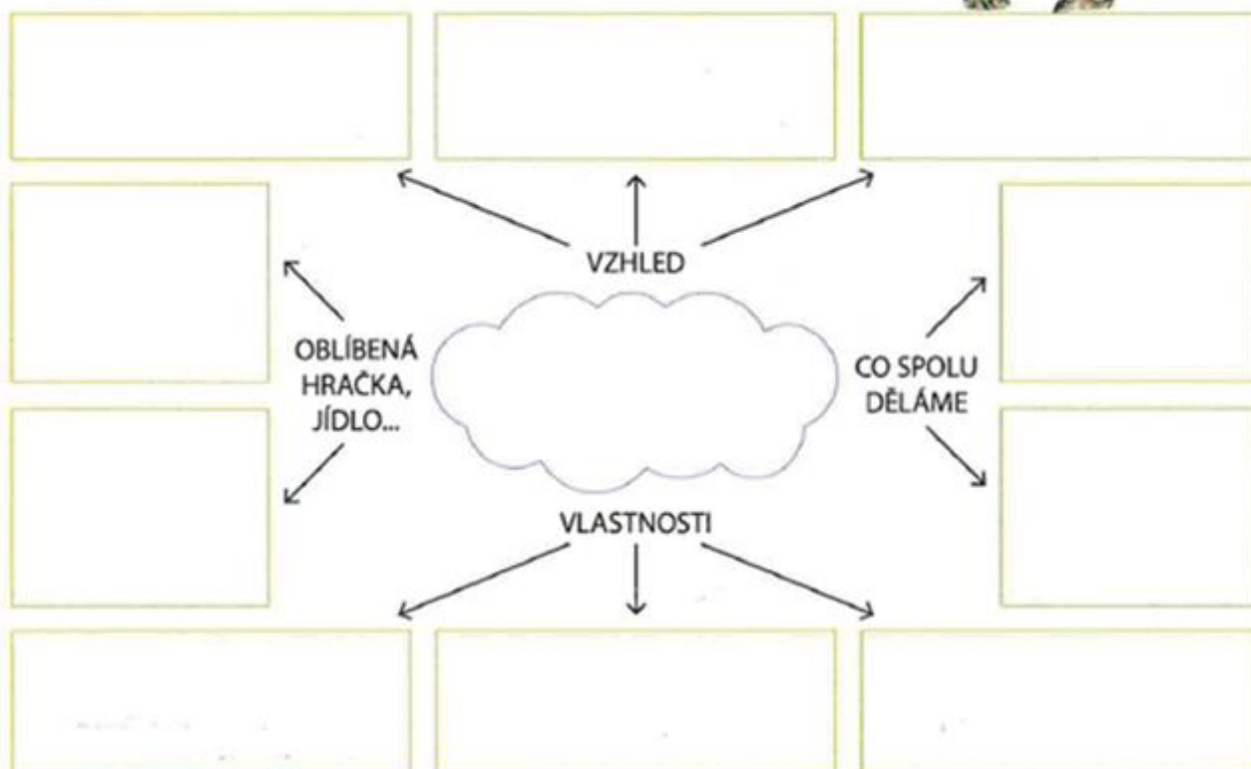 VZHLED
OBLÍBENÁ
HRAČKA,
JÍDLO...
CO SPOLU
DĚLÁME
VLASTNOSTI